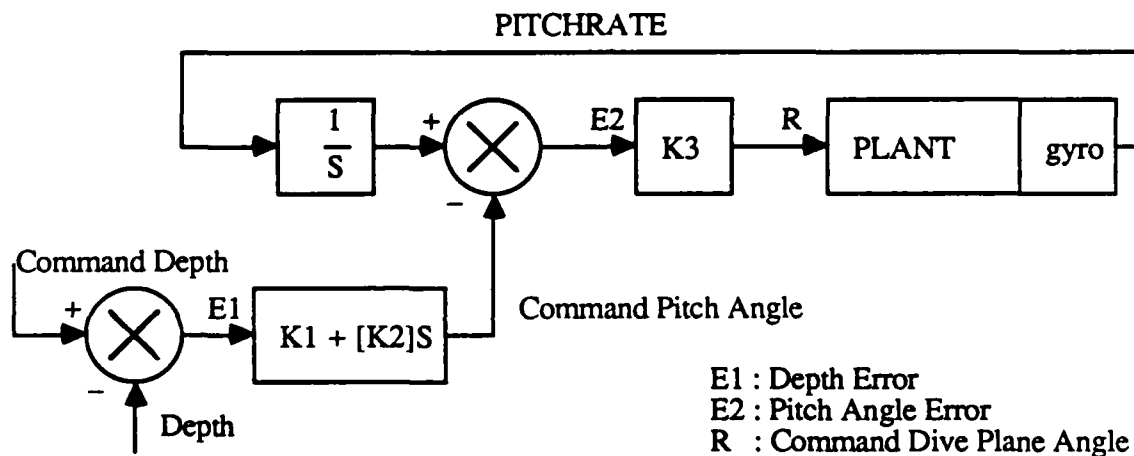 PITCHRATE
1
S
+
E2
K3
R
PLANT
gyro
−
Command Depth
+
E1
K1 + [K2]S
Command Pitch Angle
−
Depth
E1 : Depth Error
E2 : Pitch Angle Error
R : Command Dive Plane Angle